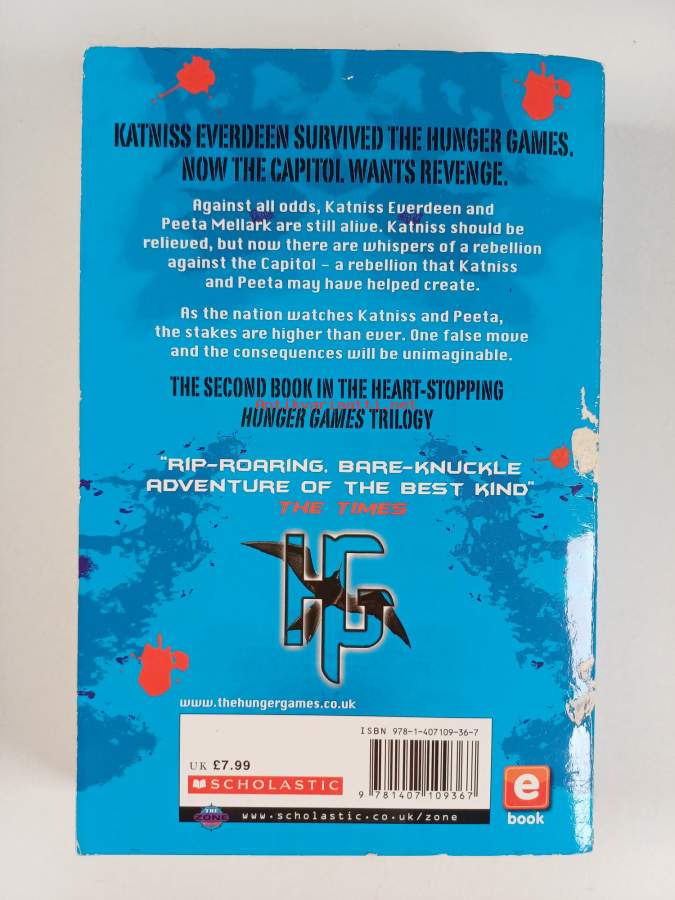 KATNISS EVERDEEN SURVIVED THE HUNGER GAMES.
NOW THE CAPITOL WANTS REVENGE.
Against all odds, Katniss Everdeen and
Peeta Mellark are still alive. Katniss should be
relieved, but now there are whispers of a rebellion
against the Capitol – a rebellion that Katniss
and Peeta may have helped create.
As the nation watches Katniss and Peeta,
the stakes are higher than ever. One false move
and the consequences will be unimaginable.
THE SECOND BOOK IN THE HEART-STOPPING
Antikvariaatti.net
HUNGER GAMES TRILOGY
"RIP-ROARING, BARE-KNUCKLE
ADVENTURE OF THE BEST KIND"
THE TIMES
HG
www.thehungergames.co.uk
ISBN 978-1-407109-36-7
UK £7.99
SCHOLASTIC
9 781407 109367
THE ZONE
www.scholastic.co.uk/zone
e
book